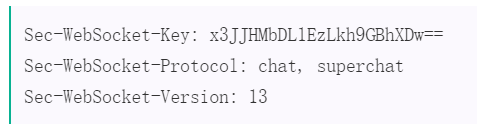 Sec-WebSocket-Key: x3JJHMbDL1EzLkh9GBhXDw==
Sec-WebSocket-Protocol: chat, superchat
Sec-WebSocket-Version: 13